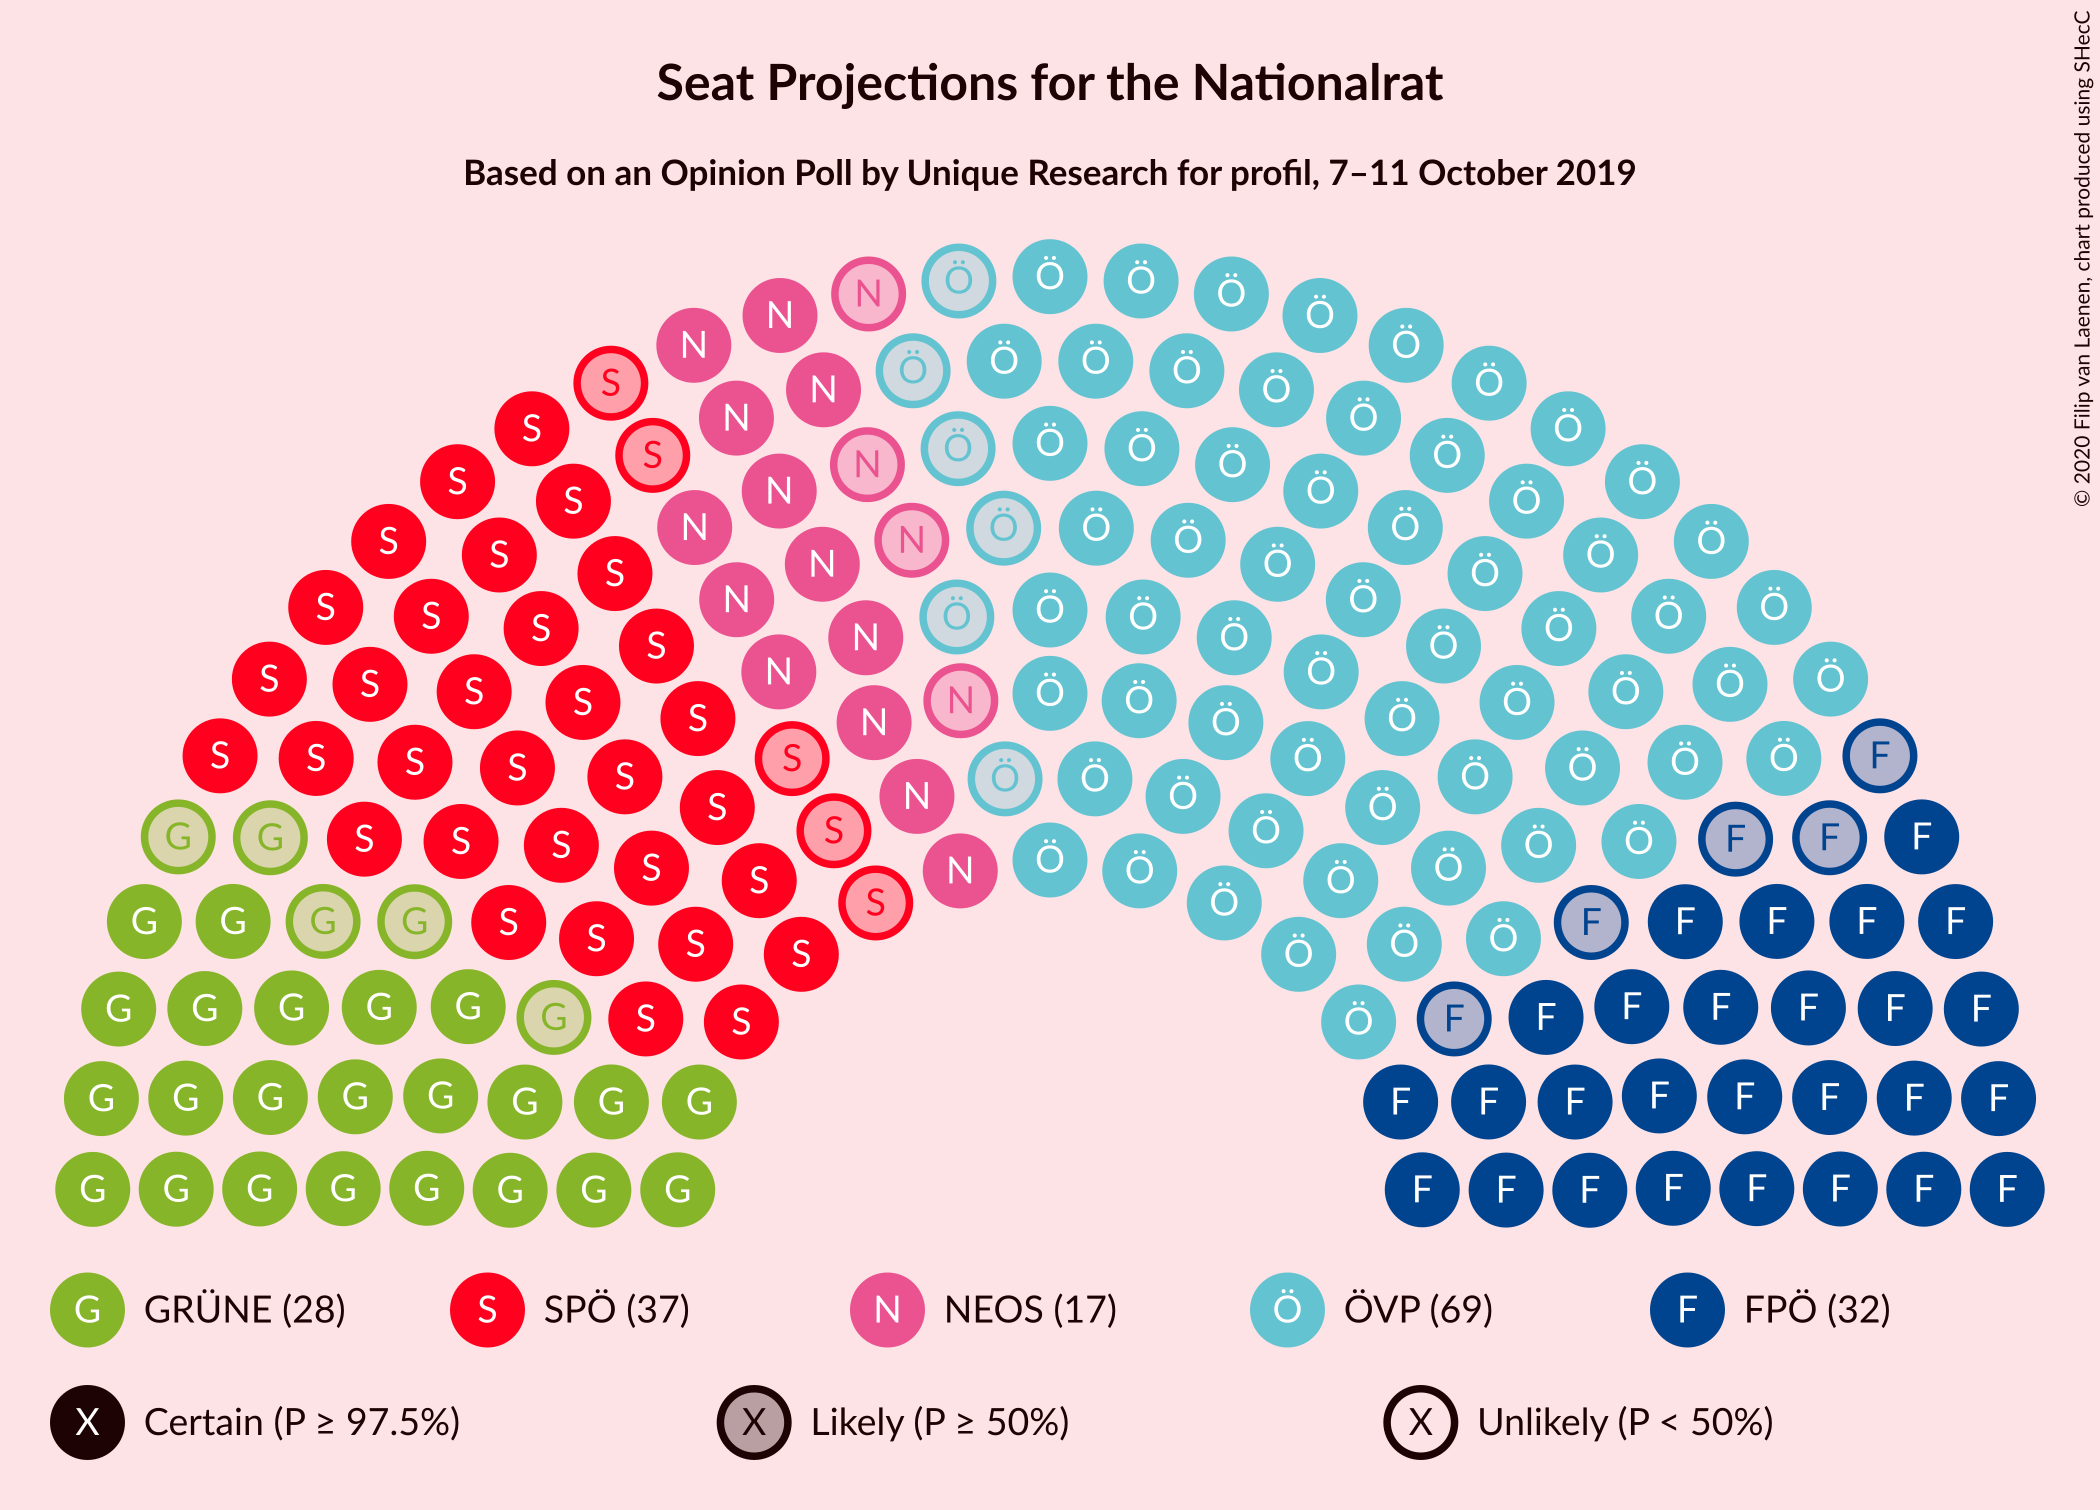 Seat Projections for the Nationalrat
Based on an Opinion Poll by Unique Research for profil, 7–11 October 2019
© 2020 Filip van Laenen, chart produced using SHecC
N Ö Ö Ö Ö Ö
N N Ö
S Ö Ö Ö Ö Ö Ö
S N N Ö Ö
S S N Ö Ö Ö Ö Ö Ö
S S N N N Ö Ö Ö Ö Ö
S S S N N N Ö Ö Ö Ö Ö Ö Ö
S S S S N N Ö Ö Ö Ö Ö Ö Ö Ö
S S S S S N N Ö Ö Ö Ö Ö Ö Ö Ö Ö
S S S S S S N Ö Ö Ö Ö Ö Ö Ö Ö F
G G S S S S S S N Ö Ö Ö Ö Ö Ö Ö F F F
G G G G S S S S S Ö Ö Ö Ö F F F F F
G G G G G G S S Ö F F F F F F F
G G G G G G G G F F F F F F F F
G G G G G G G G F F F F F F F F
G GRÜNE (28) S SPÖ (37) N NEOS (17) Ö ÖVP (69) F FPÖ (32)
X Certain (P ≥ 97.5%) X Likely (P ≥ 50%) X Unlikely (P < 50%)